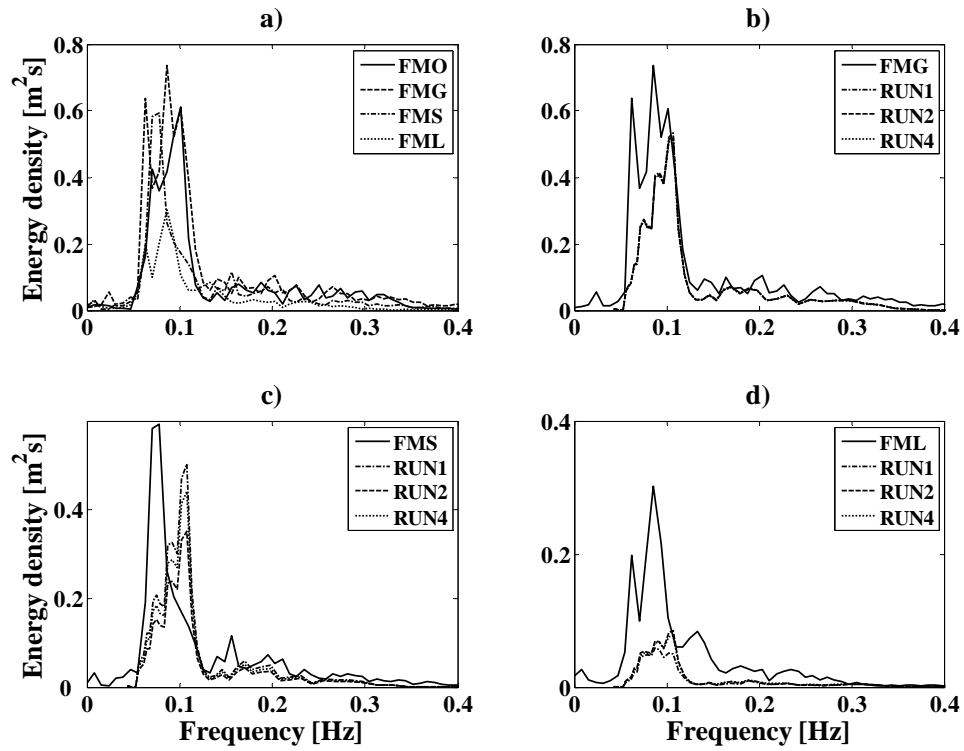 a)
Energy density [m²s]
0.8
0.6
0.4
0.2
0
0 0.1 0.2 0.3 0.4
FMO
FMG
FMS
FML
b)
0.8
0.6
0.4
0.2
0
0 0.1 0.2 0.3 0.4
FMG
RUN1
RUN2
RUN4
c)
Energy density [m²s]
0.4
0.2
0
0 0.1 0.2 0.3 0.4
Frequency [Hz]
FMS
RUN1
RUN2
RUN4
d)
0.4
0.2
0
0 0.1 0.2 0.3 0.4
Frequency [Hz]
FML
RUN1
RUN2
RUN4